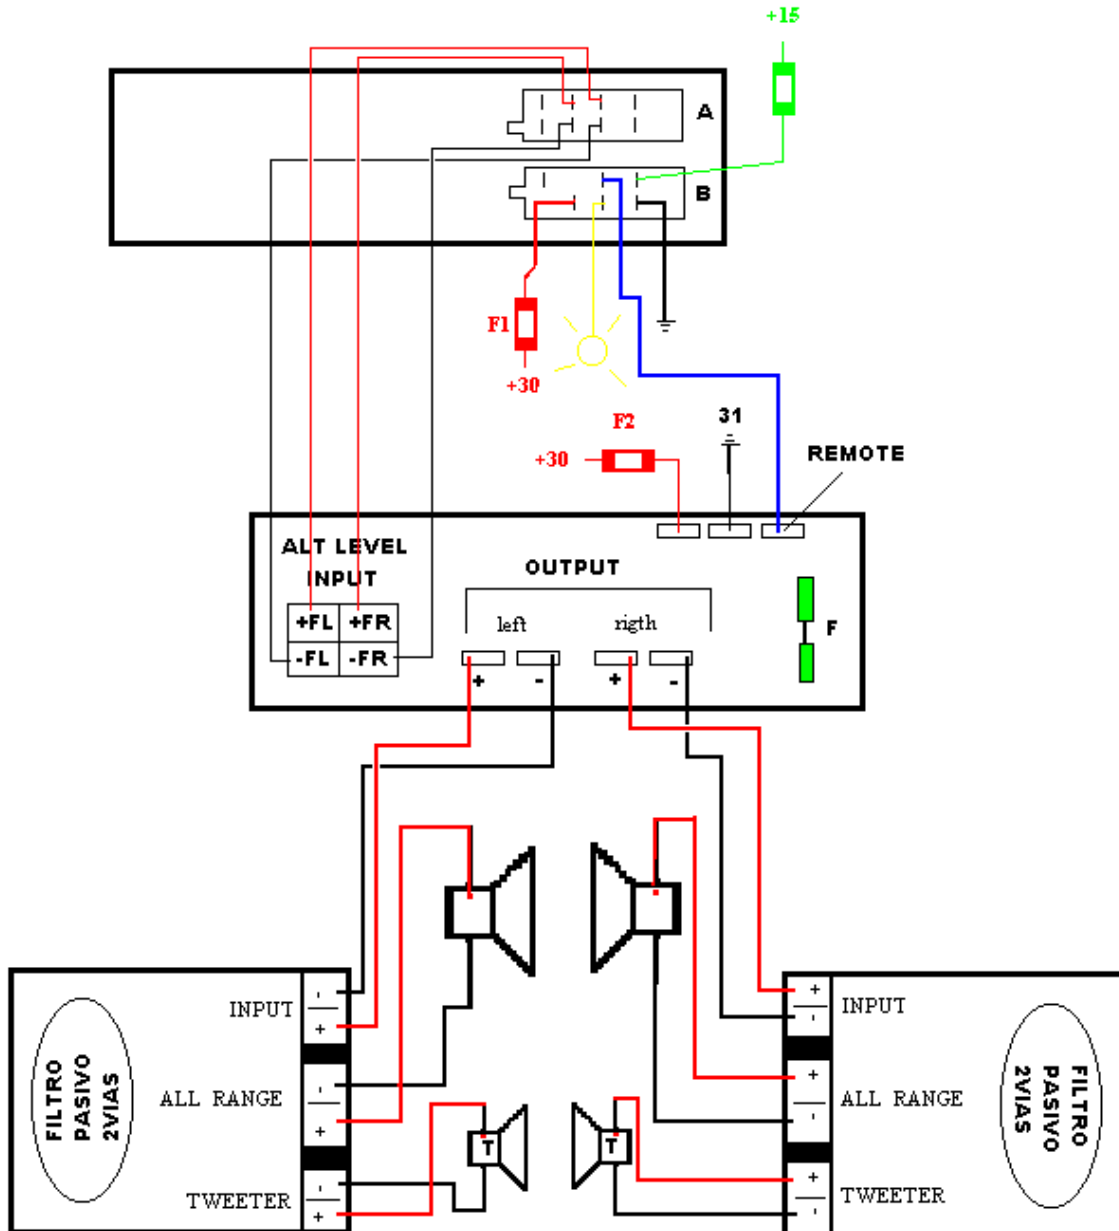 +15
A
B
F1
+30
F2
31
+30
REMOTE
ALT LEVEL
INPUT
OUTPUT
+FL +FR
left
rigth
F
-FL -FR
+ - + -
-
INPUT
+
+
INPUT
-
FILTRO
PASIVO
2VIAS
-
ALL RANGE
+
+
ALL RANGE
-
FILTRO
PASIVO
2VIAS
T
T
-
TWEETER
+
+
TWEETER
-